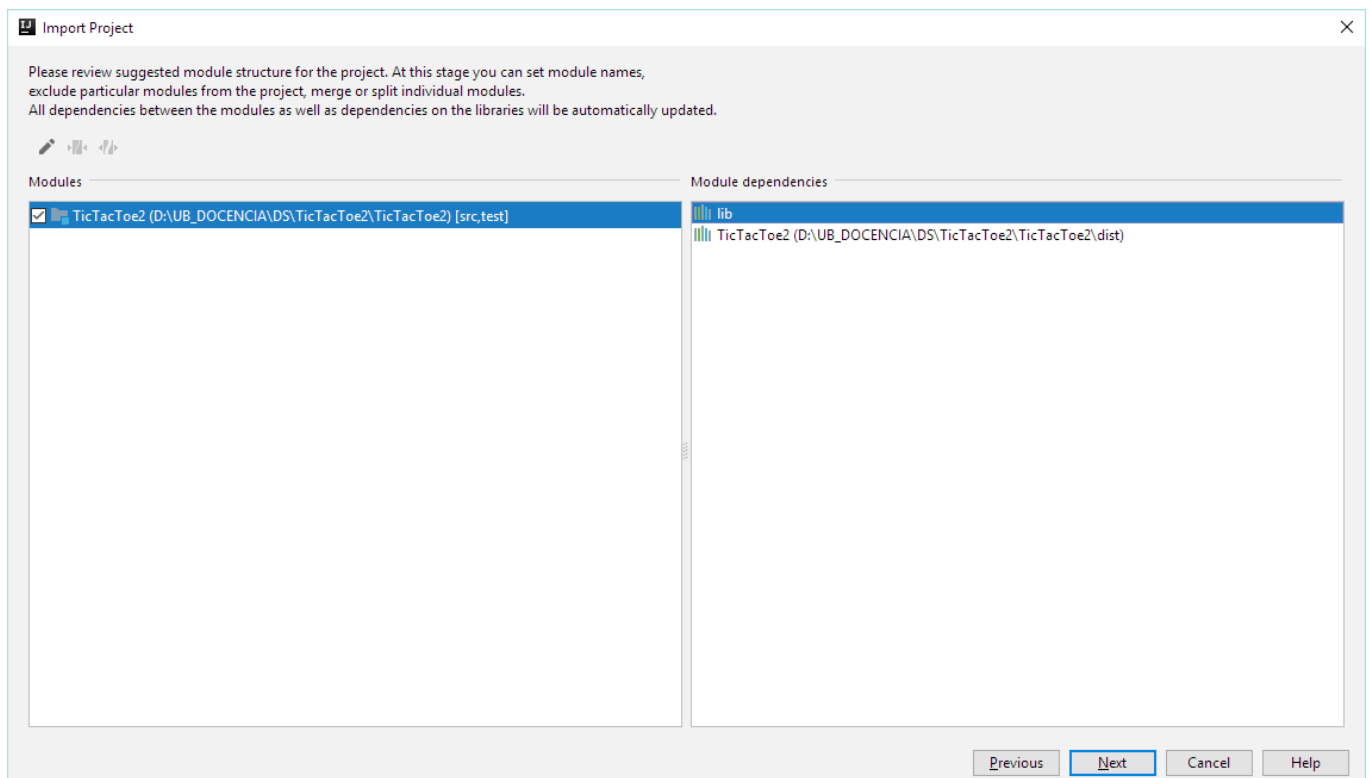 IJ Import Project
Please review suggested module structure for the project. At this stage you can set module names,
exclude particular modules from the project, merge or split individual modules.
All dependencies between the modules as well as dependencies on the libraries will be automatically updated.
Modules
Module dependencies
TicTacToe2 (D:\UB_DOCENCIA\DS\TicTacToe2\TicTacToe2) [src,test]
lib
TicTacToe2 (D:\UB_DOCENCIA\DS\TicTacToe2\TicTacToe2\dist)
Previous Next Cancel Help